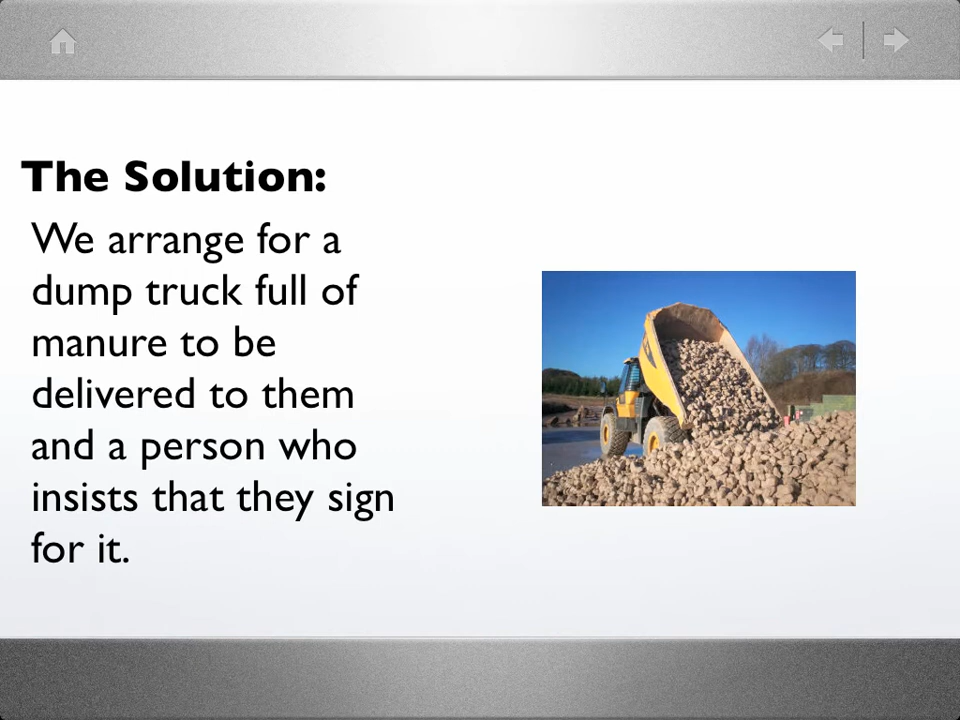 The Solution:
We arrange for a
dump truck full of
manure to be
delivered to them
and a person who
insists that they sign
for it.